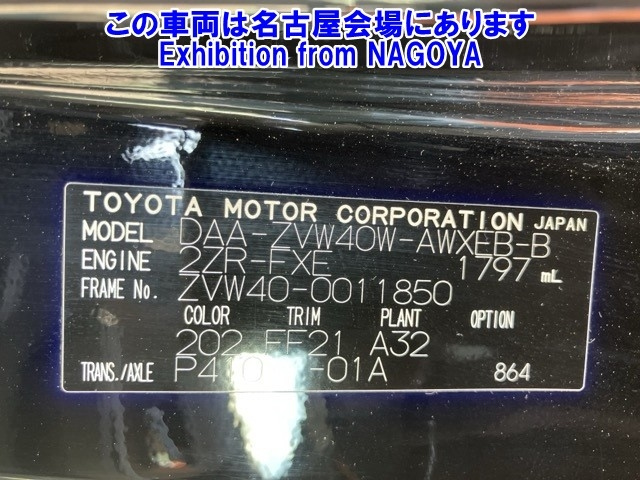 この車両は名古屋会場にあります
Exhibition from NAGOYA
TOYOTA MOTOR CORPORATION JAPAN
MODEL DAA-ZVW40W-AWXEB-B
ENGINE 2ZR-FXE 1797 mL
FRAME No. ZVW40-0011850
COLOR TRIM PLANT OPTION
202 A32
TRANS./AXLE 864